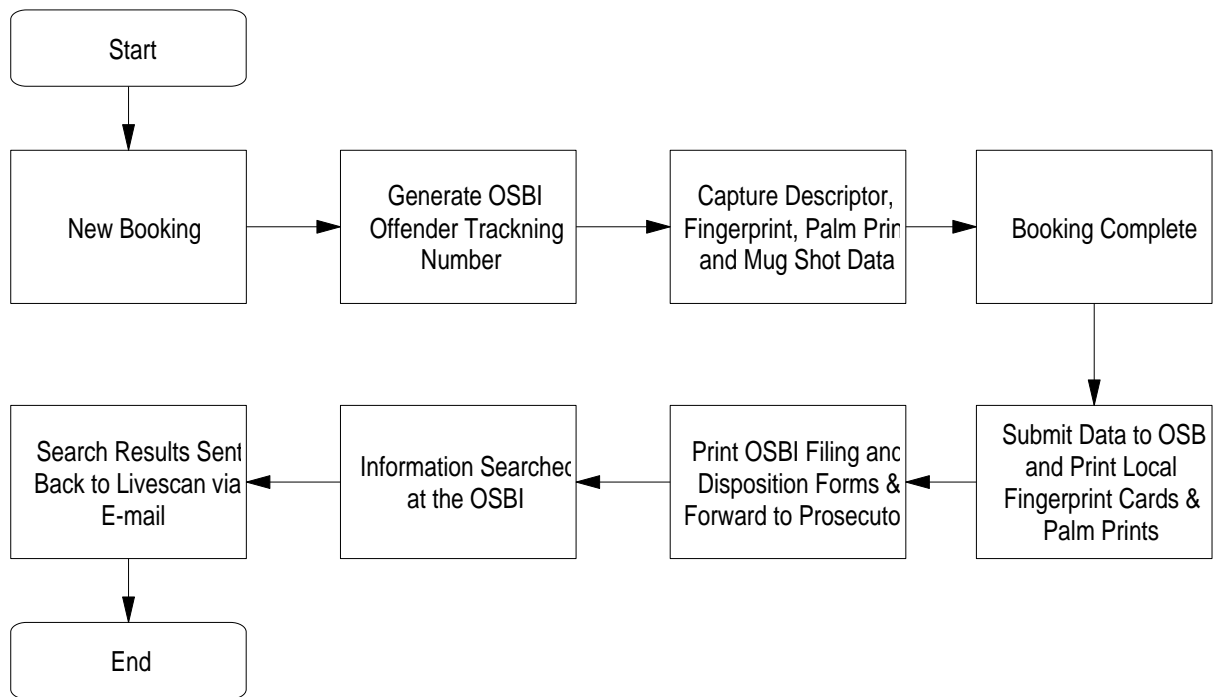 Start
New Booking
Generate OSBI
Offender Trackning
Number
Capture Descriptor,
Fingerprint, Palm Prin
and Mug Shot Data
Booking Complete
Submit Data to OSB
and Print Local
Fingerprint Cards &
Palm Prints
Print OSBI Filing and
Disposition Forms &
Forward to Prosecuto
Information Searched
at the OSBI
Search Results Sent
Back to Livescan via
E-mail
End